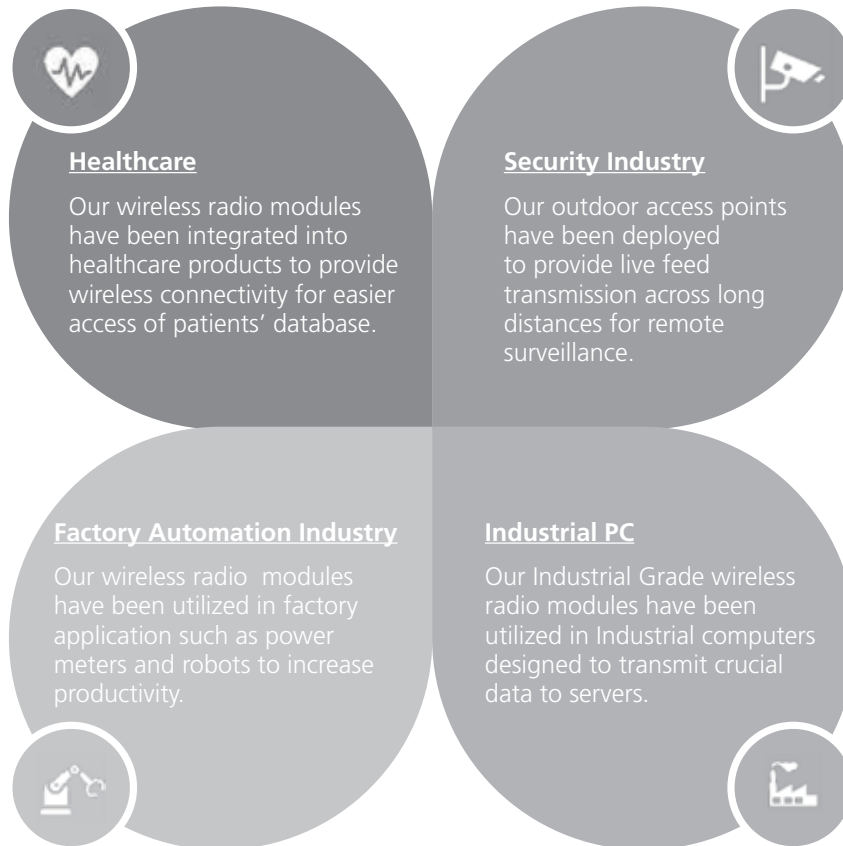 Healthcare
Our wireless radio modules
have been integrated into
healthcare products to provide
wireless connectivity for easier
access of patients’ database.
Security Industry
Our outdoor access points
have been deployed
to provide live feed
transmission across long
distances for remote
surveillance.
Factory Automation Industry
Our wireless radio  modules
have been utilized in factory
application such as power
meters and robots to increase
productivity.
Industrial PC
Our Industrial Grade wireless
radio modules have been
utilized in Industrial computers
designed to transmit crucial
data to servers.